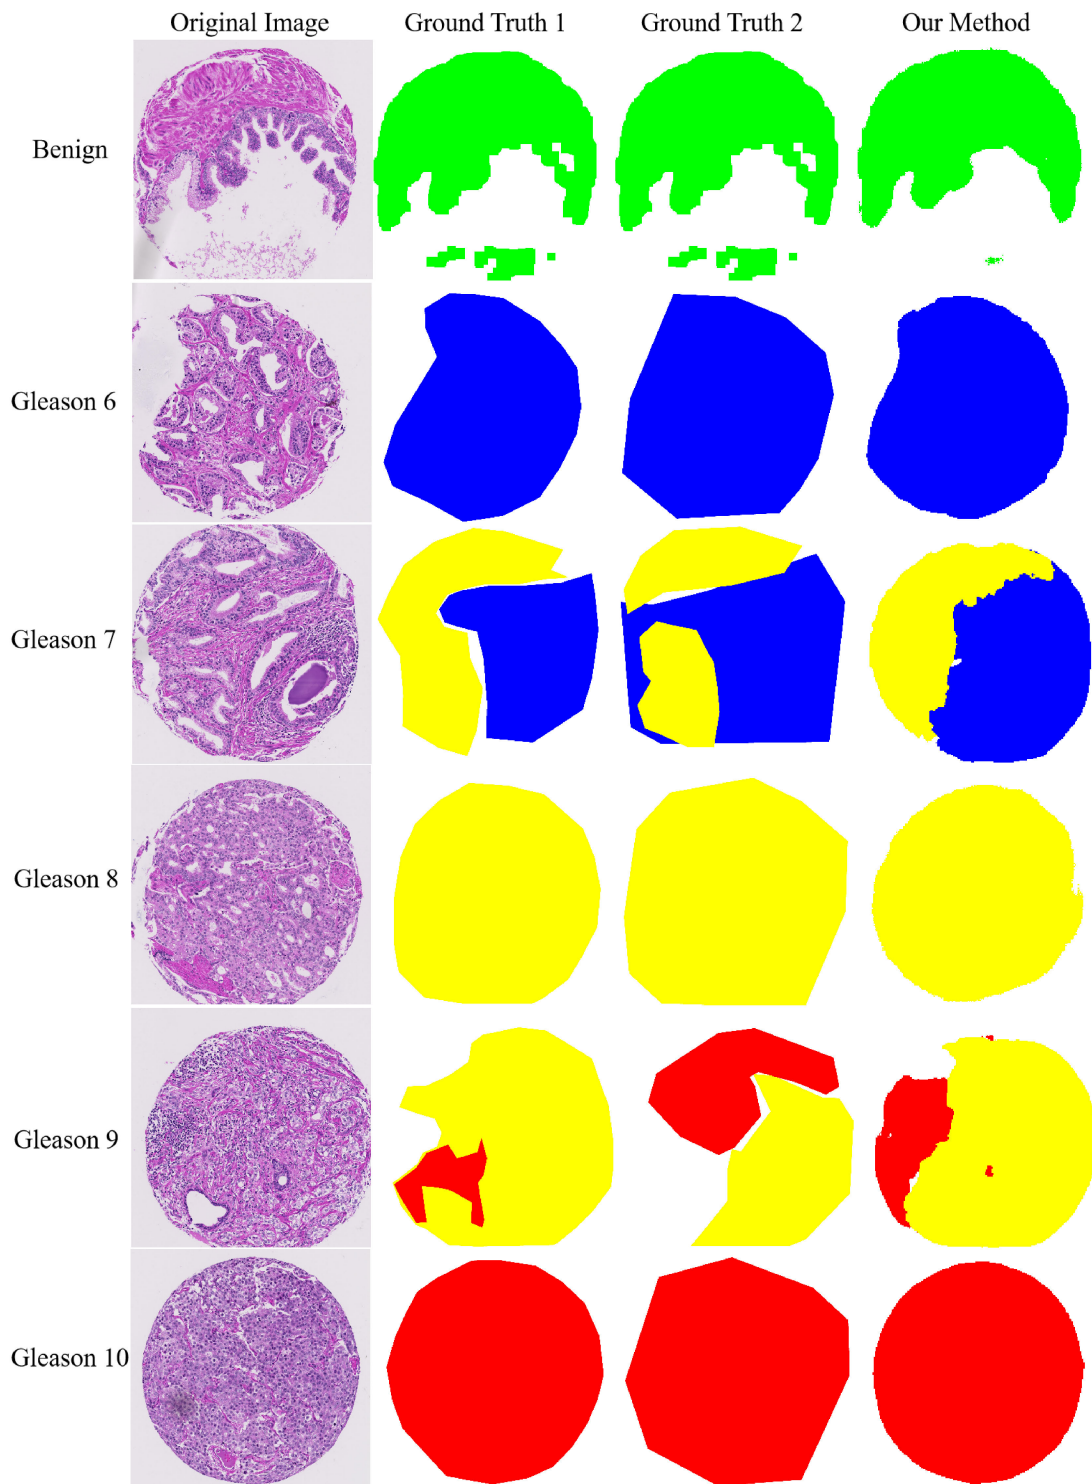 Original Image Ground Truth 1 Ground Truth 2 Our Method
Benign
Gleason 6
Gleason 7
Gleason 8
Gleason 9
Gleason 10